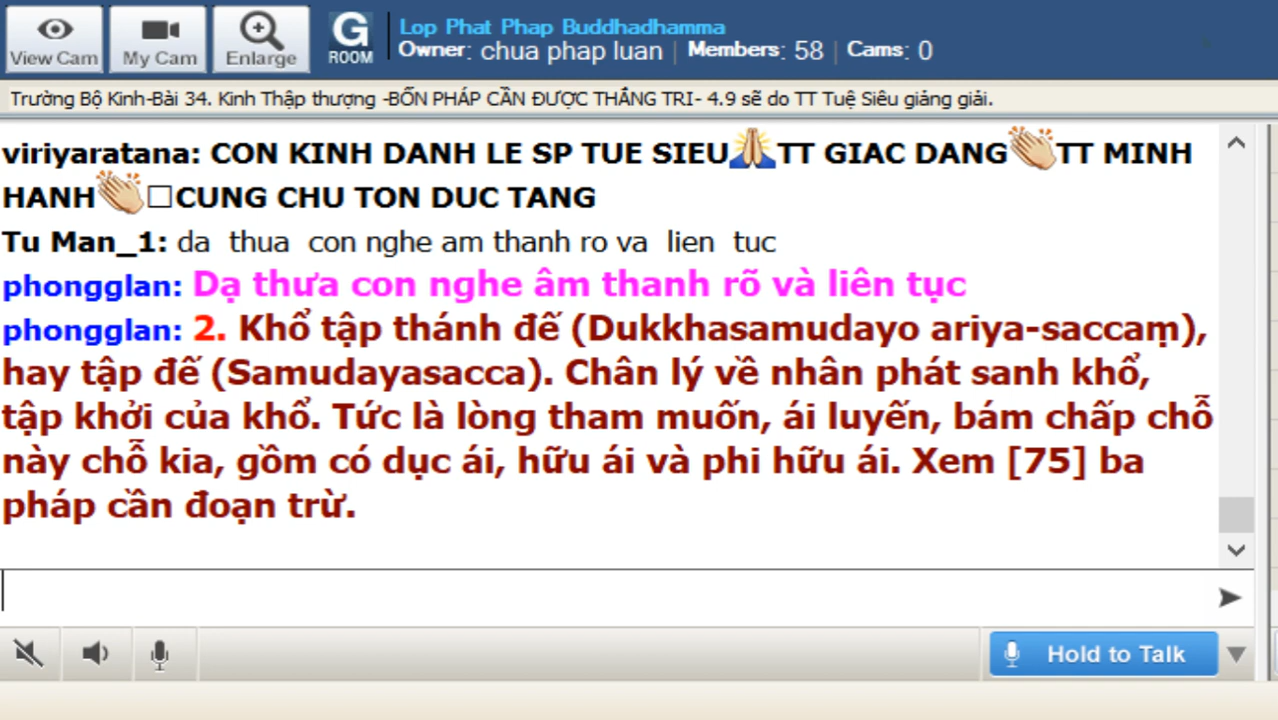 View Cam
My Cam
Enlarge
G
ROOM
Lop Phat Phap Buddhadhamma
Owner: chua phap luan | Members: 58 | Cams: 0
Trường Bộ Kinh-Bài 34. Kinh Thập thượng -BỐN PHÁP CẦN ĐƯỢC THẮNG TRI- 4.9 sẽ do TT Tuệ Siêu giảng giải.
viriyaratana: CON KINH DANH LE SP TUE SIEU🙏TT GIAC DANG👏TT MINH
HANH👏□CUNG CHU TON DUC TANG
Tu Man_1: da thua con nghe am thanh ro va lien tuc
phongglan: Dạ thưa con nghe âm thanh rõ và liên tục
phongglan: 2. Khổ tập thánh đế (Dukkhasamudayo ariya-saccaṃ),
hay tập đế (Samudayasacca). Chân lý về nhân phát sanh khổ,
tập khởi của khổ. Tức là lòng tham muốn, ái luyến, bám chấp chỗ
này chỗ kia, gồm có dục ái, hữu ái và phi hữu ái. Xem [75] ba
pháp cần đoạn trừ.
Hold to Talk